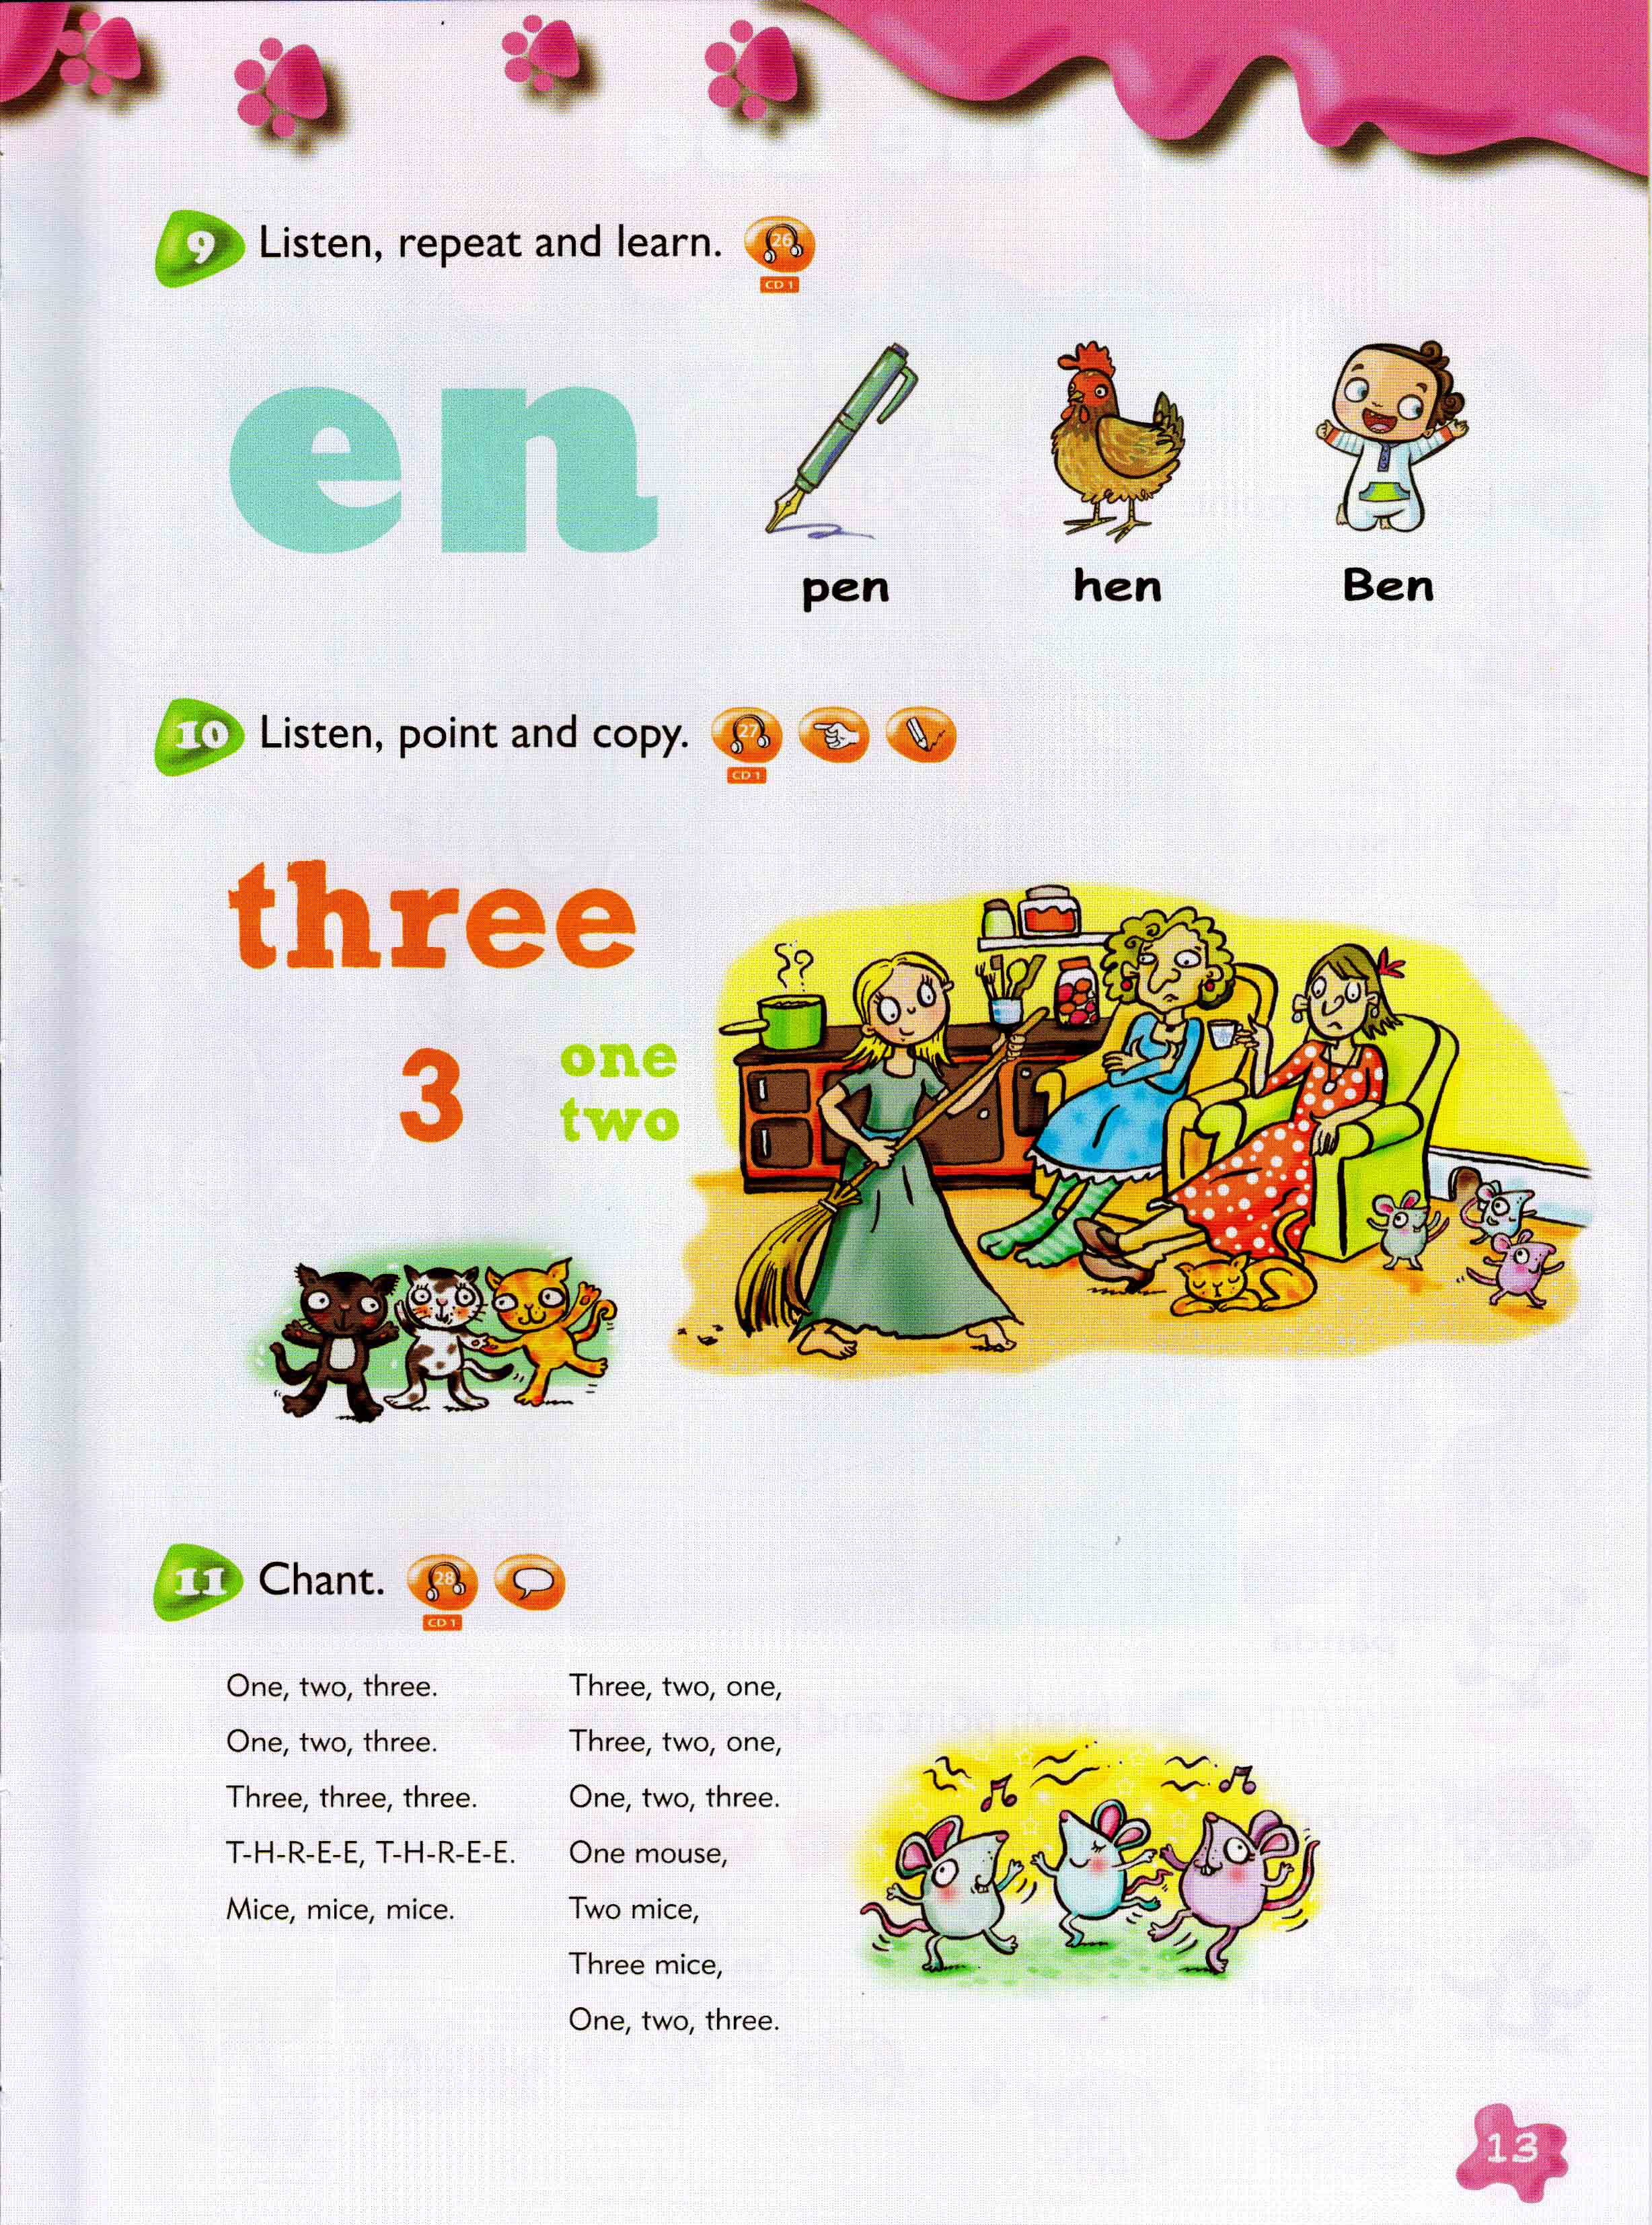 9 Listen, repeat and learn. 26
CD 1
en
pen hen Ben
10 Listen, point and copy. 27
CD 1
three
3
one
two
11 Chant. 28
CD 1
One, two, three.
One, two, three.
Three, three, three.
T-H-R-E-E, T-H-R-E-E.
Mice, mice, mice.
Three, two, one,
Three, two, one,
One, two, three.
One mouse,
Two mice,
Three mice,
One, two, three.
13